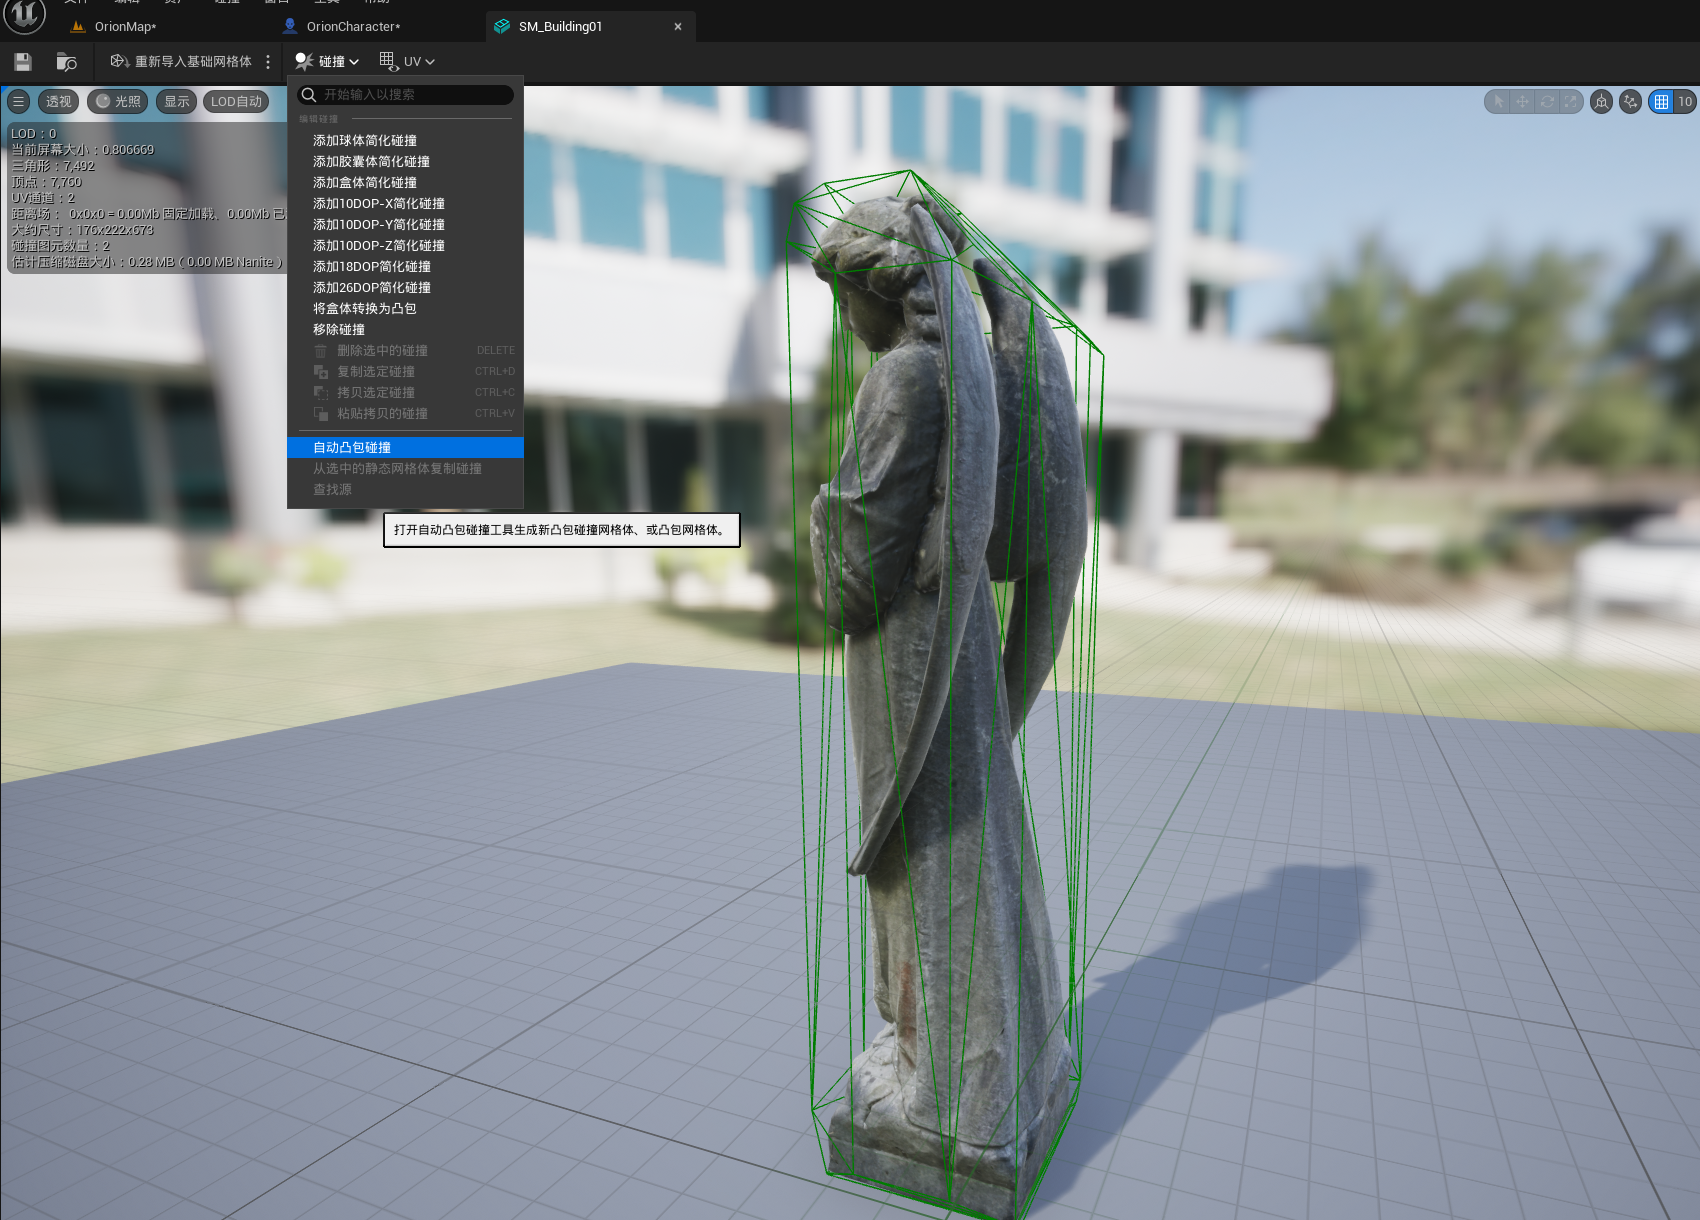 OrionMap*
OrionCharacter*
SM_Building01
重新导入基础网格体
碰撞
UV
透视
光照
显示
LOD自动
10
LOD：0
当前屏幕大小：0.806669
三角形：7,492
顶点：7,760
UV通道：2
距离场： 0x0x0 = 0.00Mb 固定加载、0.00Mb 已
大约尺寸：176x222x673
碰撞图元数量：2
估计压缩磁盘大小：0.28 MB ( 0.00 MB Nanite )
开始输入以搜索
编辑碰撞
添加球体简化碰撞
添加胶囊体简化碰撞
添加盒体简化碰撞
添加10DOP-X简化碰撞
添加10DOP-Y简化碰撞
添加10DOP-Z简化碰撞
添加18DOP简化碰撞
添加26DOP简化碰撞
将盒体转换为凸包
移除碰撞
删除选中的碰撞 DELETE
复制选定碰撞 CTRL+D
拷贝选定碰撞 CTRL+C
粘贴拷贝的碰撞 CTRL+V
自动凸包碰撞
从选中的静态网格体复制碰撞
查找源
打开自动凸包碰撞工具生成新凸包碰撞网格体、或凸包网格体。